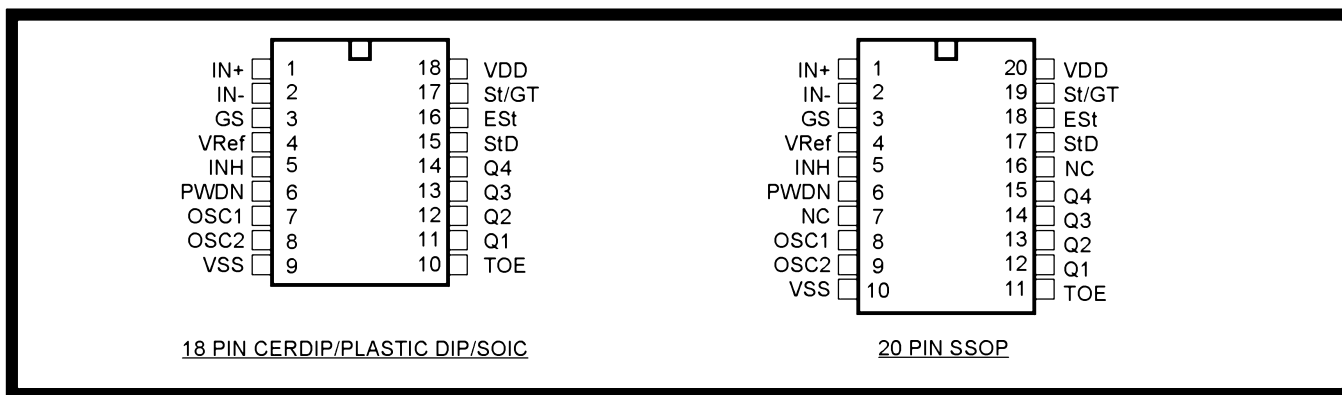 IN+ 1 18 VDD
IN- 2 17 St/GT
GS 3 16 ESt
VRef 4 15 StD
INH 5 14 Q4
PWDN 6 13 Q3
OSC1 7 12 Q2
OSC2 8 11 Q1
VSS 9 10 TOE
18 PIN CERDIP/PLASTIC DIP/SOIC
IN+ 1 20 VDD
IN- 2 19 St/GT
GS 3 18 ESt
VRef 4 17 StD
INH 5 16 NC
PWDN 6 15 Q4
NC 7 14 Q3
OSC1 8 13 Q2
OSC2 9 12 Q1
VSS 10 11 TOE
20 PIN SSOP